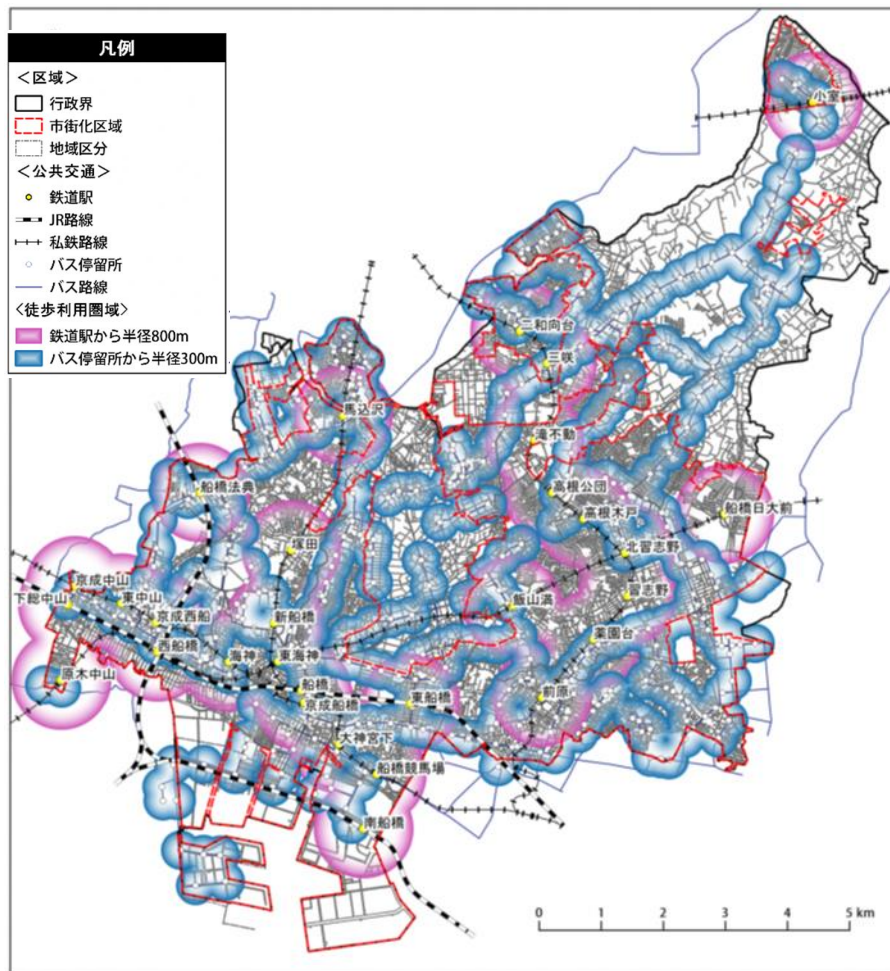 凡例
<区域>
行政界
市街化区域
地域区分
<公共交通>
鉄道駅
JR路線
私鉄路線
バス停留所
バス路線
<徒歩利用圏域>
鉄道駅から半径800m
バス停留所から半径300m
小室
二和向台
三咲
馬込沢
滝不動
船橋法典
高根公団
高根木戸
船橋日大前
塚田
北習志野
京成中山
習志野
下総中山
東中山
飯山満
京成西船
新船橋
薬園台
西船橋
海神
東海神
原木中山
船橋
京成船橋
東船橋
前原
大神宮下
船橋競馬場
南船橋
0 1 2 3 4 5 km